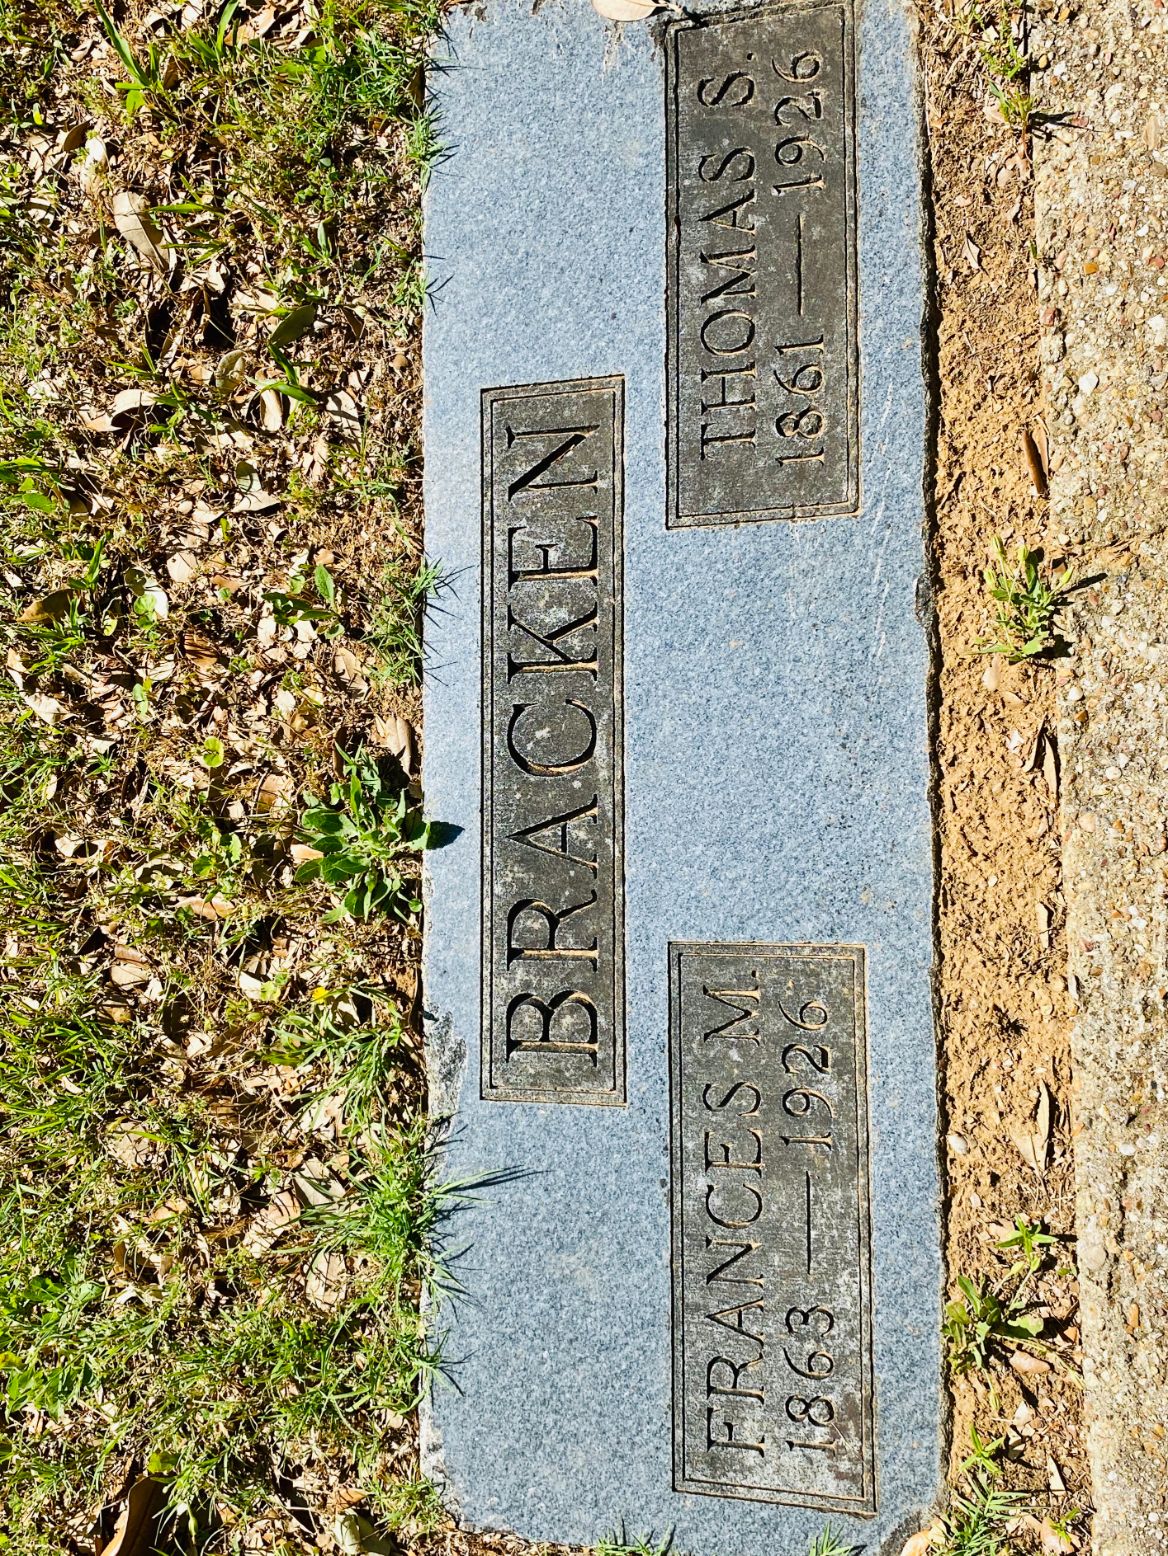 BRACKEN
FRANCES M.
1863—1926
THOMAS S.
1861—1926